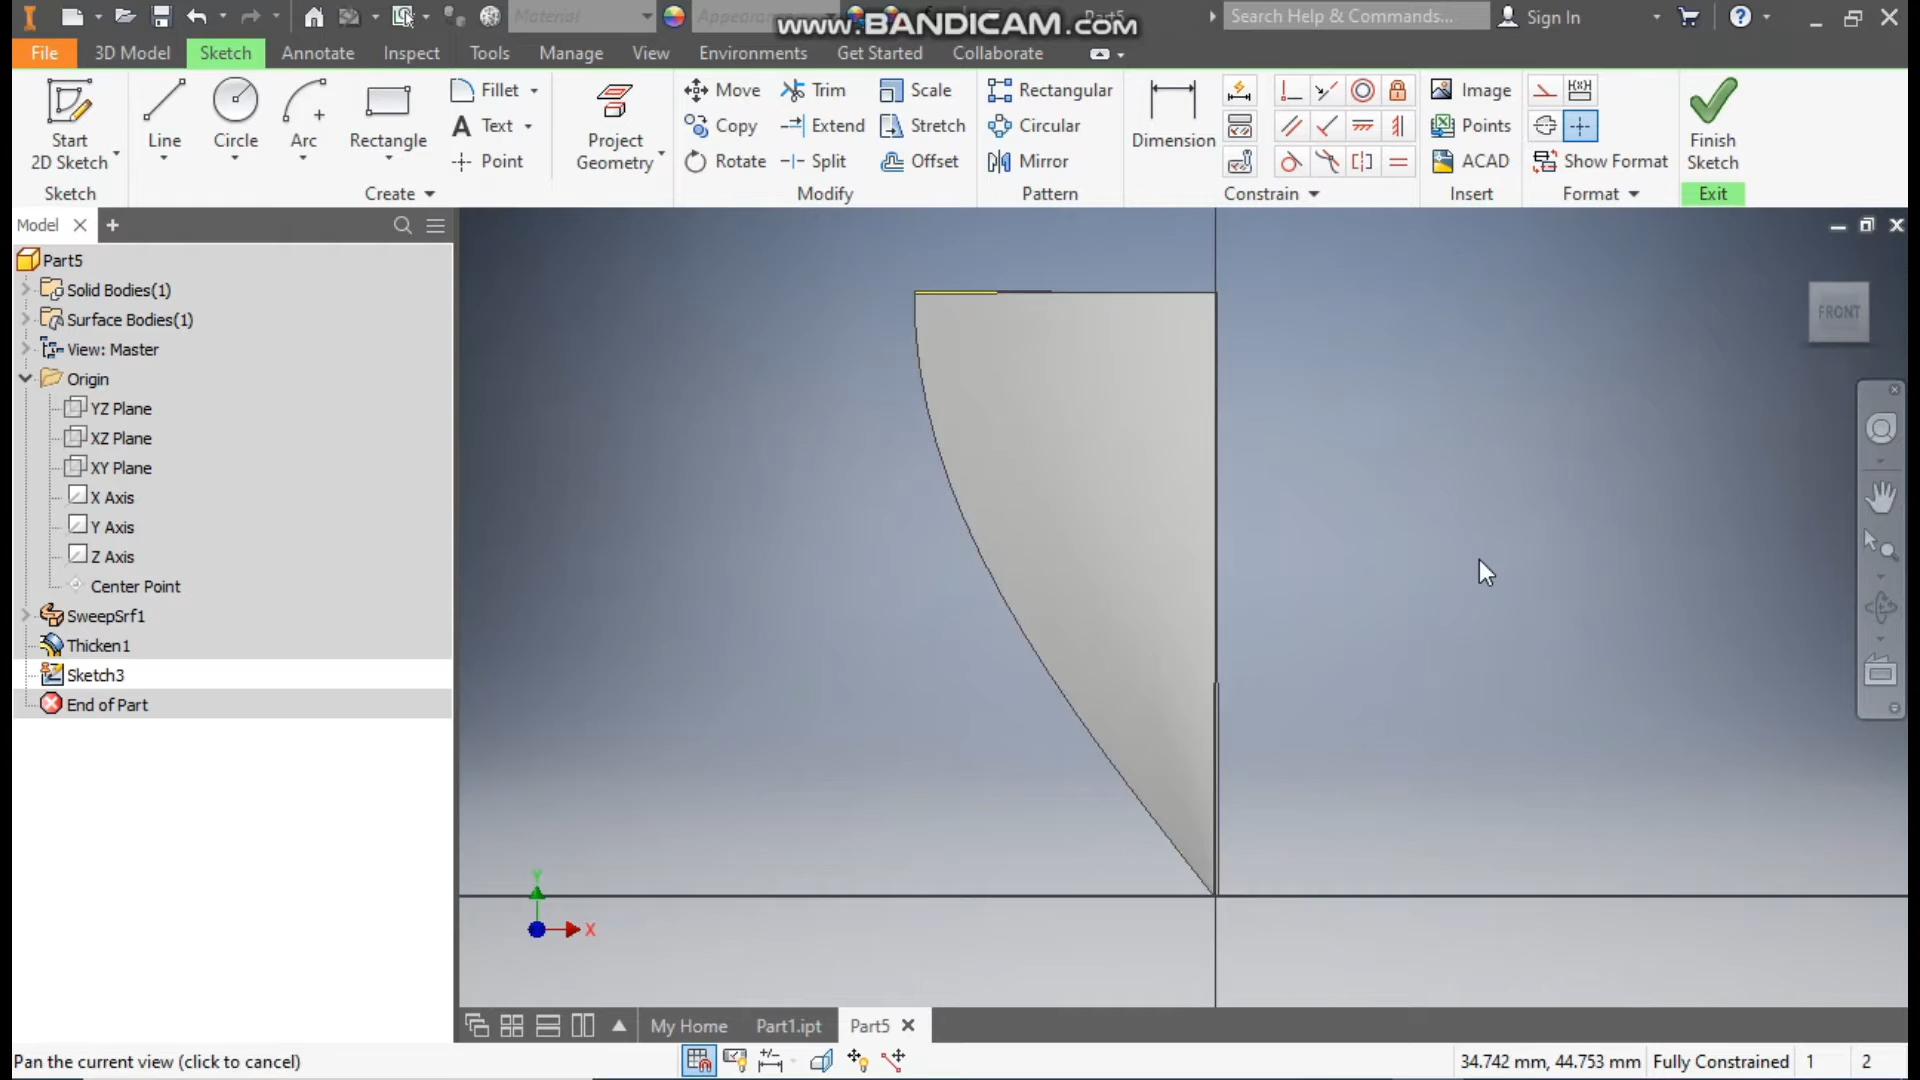 Material
Appearance
www.BANDICAM.com
Part5
Search Help & Commands...
Sign In
File
3D Model
Sketch
Annotate
Inspect
Tools
Manage
View
Environments
Get Started
Collaborate
Start
2D Sketch
Line
Circle
Arc
Rectangle
Fillet
Text
Point
Project
Geometry
Move
Copy
Rotate
Trim
Extend
Split
Scale
Stretch
Offset
Rectangular
Circular
Mirror
Dimension
Image
Points
ACAD
Show Format
Finish
Sketch
Sketch
Create
Modify
Pattern
Constrain
Insert
Format
Exit
Model
Part5
Solid Bodies(1)
Surface Bodies(1)
View: Master
Origin
YZ Plane
XZ Plane
XY Plane
X Axis
Y Axis
Z Axis
Center Point
SweepSrf1
Thicken1
Sketch3
End of Part
FRONT
Y
X
My Home
Part1.ipt
Part5
Pan the current view (click to cancel)
34.742 mm, 44.753 mm
Fully Constrained
1
2